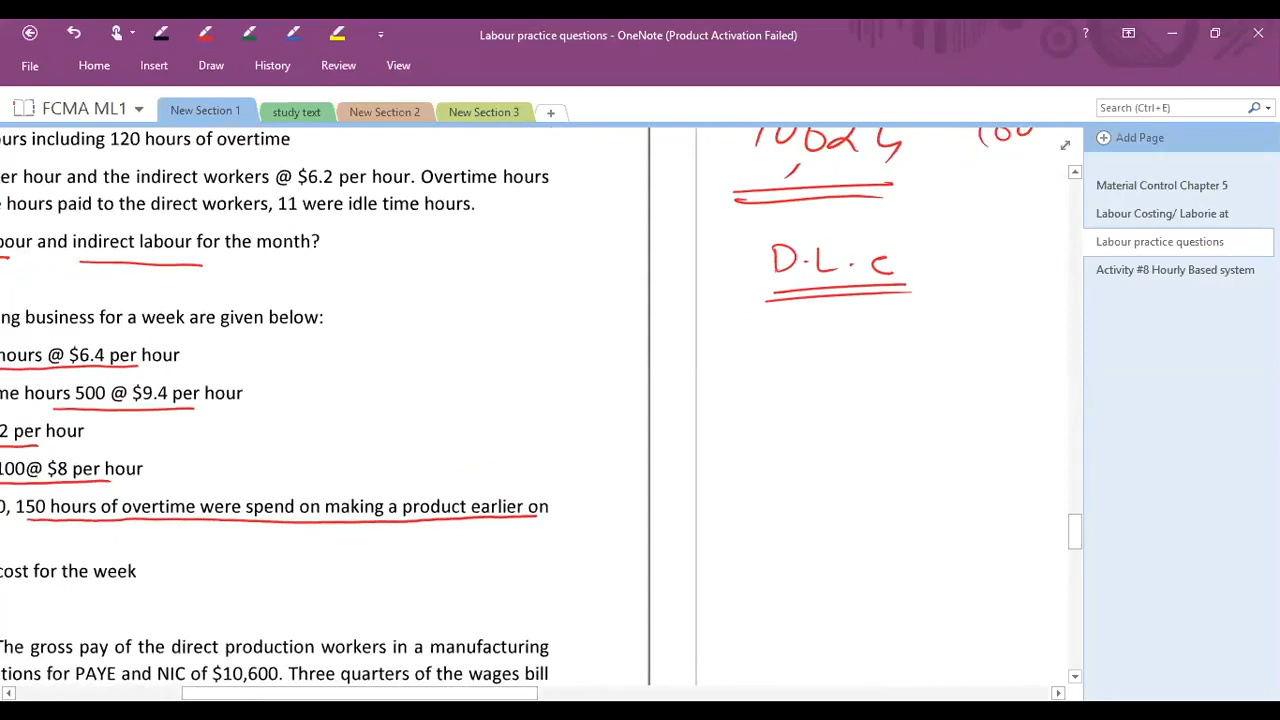 Labour practice questions - OneNote (Product Activation Failed)
?
File
Home
Insert
Draw
History
Review
View
FCMA ML1
New Section 1
study text
New Section 2
New Section 3
Search (Ctrl+E)
ours including 120 hours of overtime
er hour and the indirect workers @ $6.2 per hour. Overtime hours
e hours paid to the direct workers, 11 were idle time hours.
our and indirect labour for the month?
ng business for a week are given below:
hours @ $6.4 per hour
me hours 500 @ $9.4 per hour
2 per hour
100@ $8 per hour
0, 150 hours of overtime were spend on making a product earlier on
cost for the week
The gross pay of the direct production workers in a manufacturing
tions for PAYE and NIC of $10,600. Three quarters of the wages bill
D.L.C
Add Page
Material Control Chapter 5
Labour Costing/ Laborie at
Labour practice questions
Activity #8 Hourly Based system